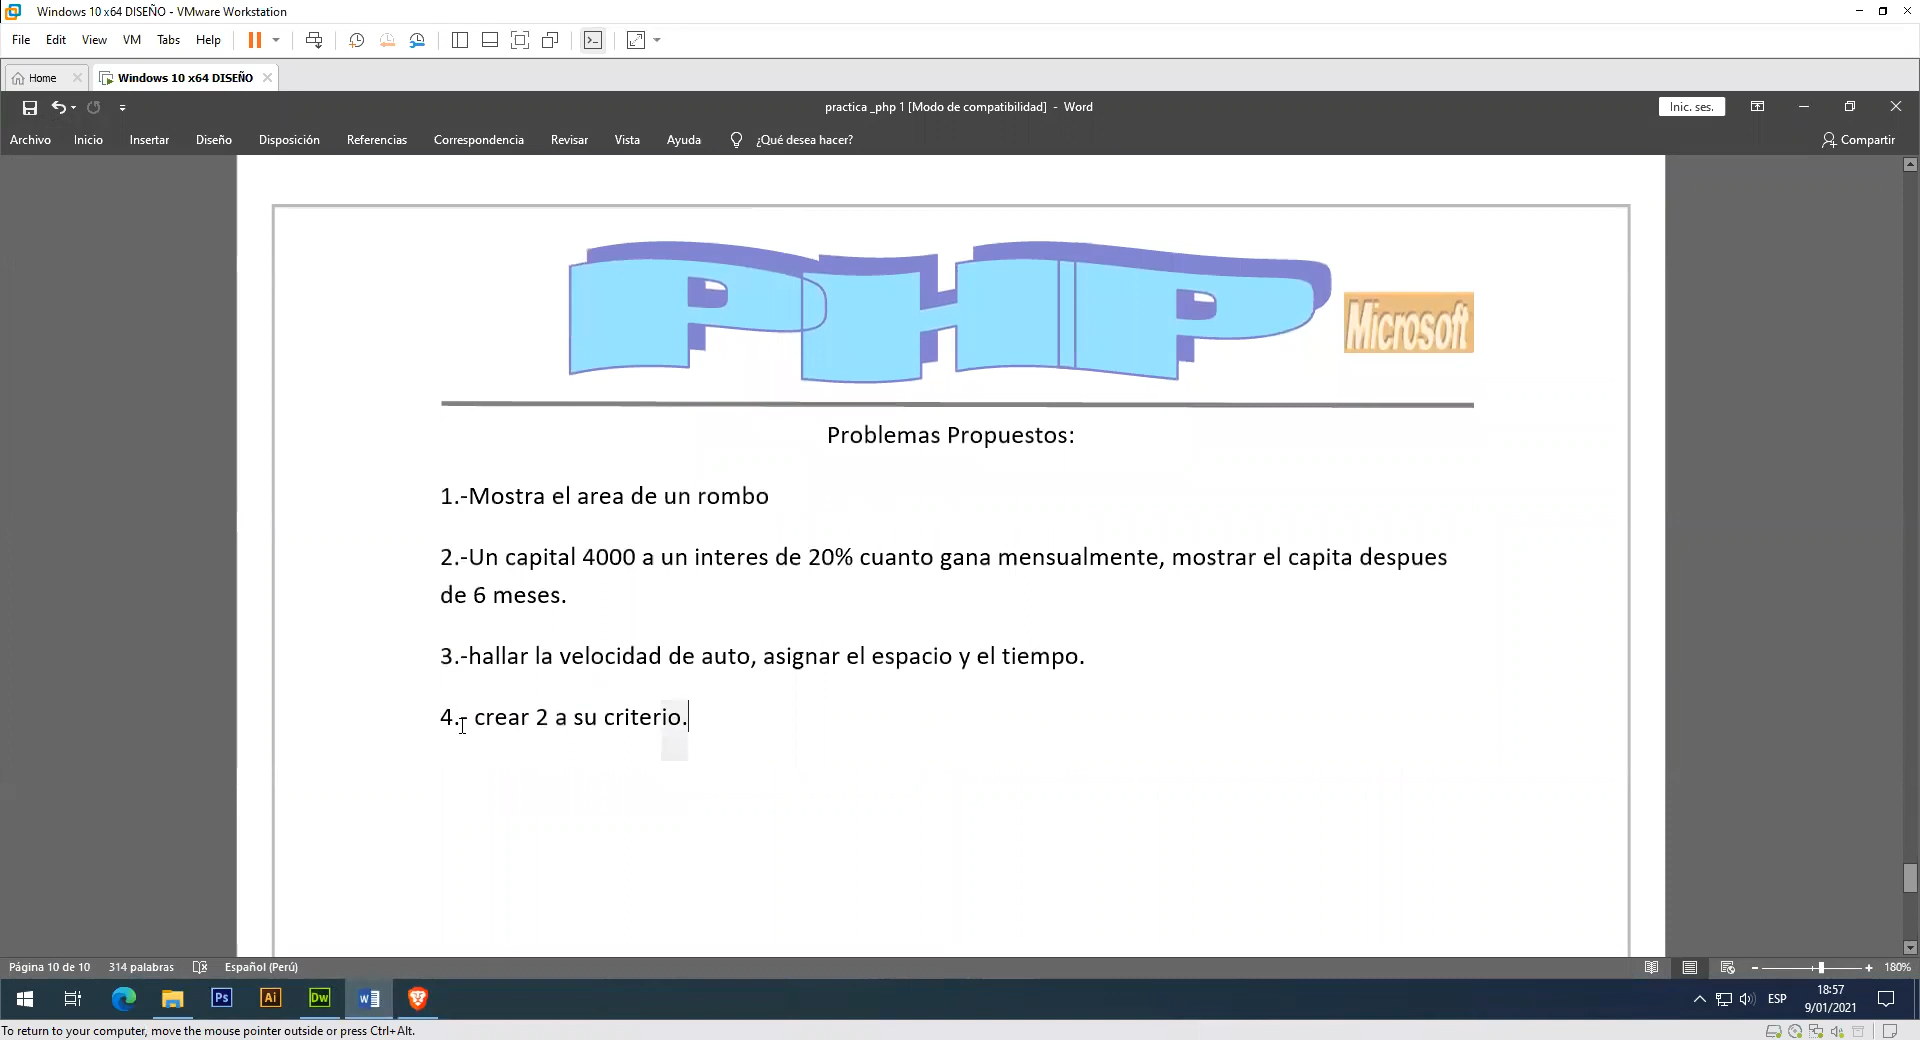 Windows 10 x64 DISEÑO - VMware Workstation
File Edit View VM Tabs Help
Home Windows 10 x64 DISEÑO
practica _php 1 [Modo de compatibilidad] - Word Inic. ses.
Archivo Inicio Insertar Diseño Disposición Referencias Correspondencia Revisar Vista Ayuda ¿Qué desea hacer? Compartir
PHP
Microsoft
Problemas Propuestos:
1.-Mostra el area de un rombo
2.-Un capital 4000 a un interes de 20% cuanto gana mensualmente, mostrar el capita despues
de 6 meses.
3.-hallar la velocidad de auto, asignar el espacio y el tiempo.
4.- crear 2 a su criterio.
Página 10 de 10 314 palabras Español (Perú) 180%
Ps Ai Dw W ESP 18:57
9/01/2021
To return to your computer, move the mouse pointer outside or press Ctrl+Alt.